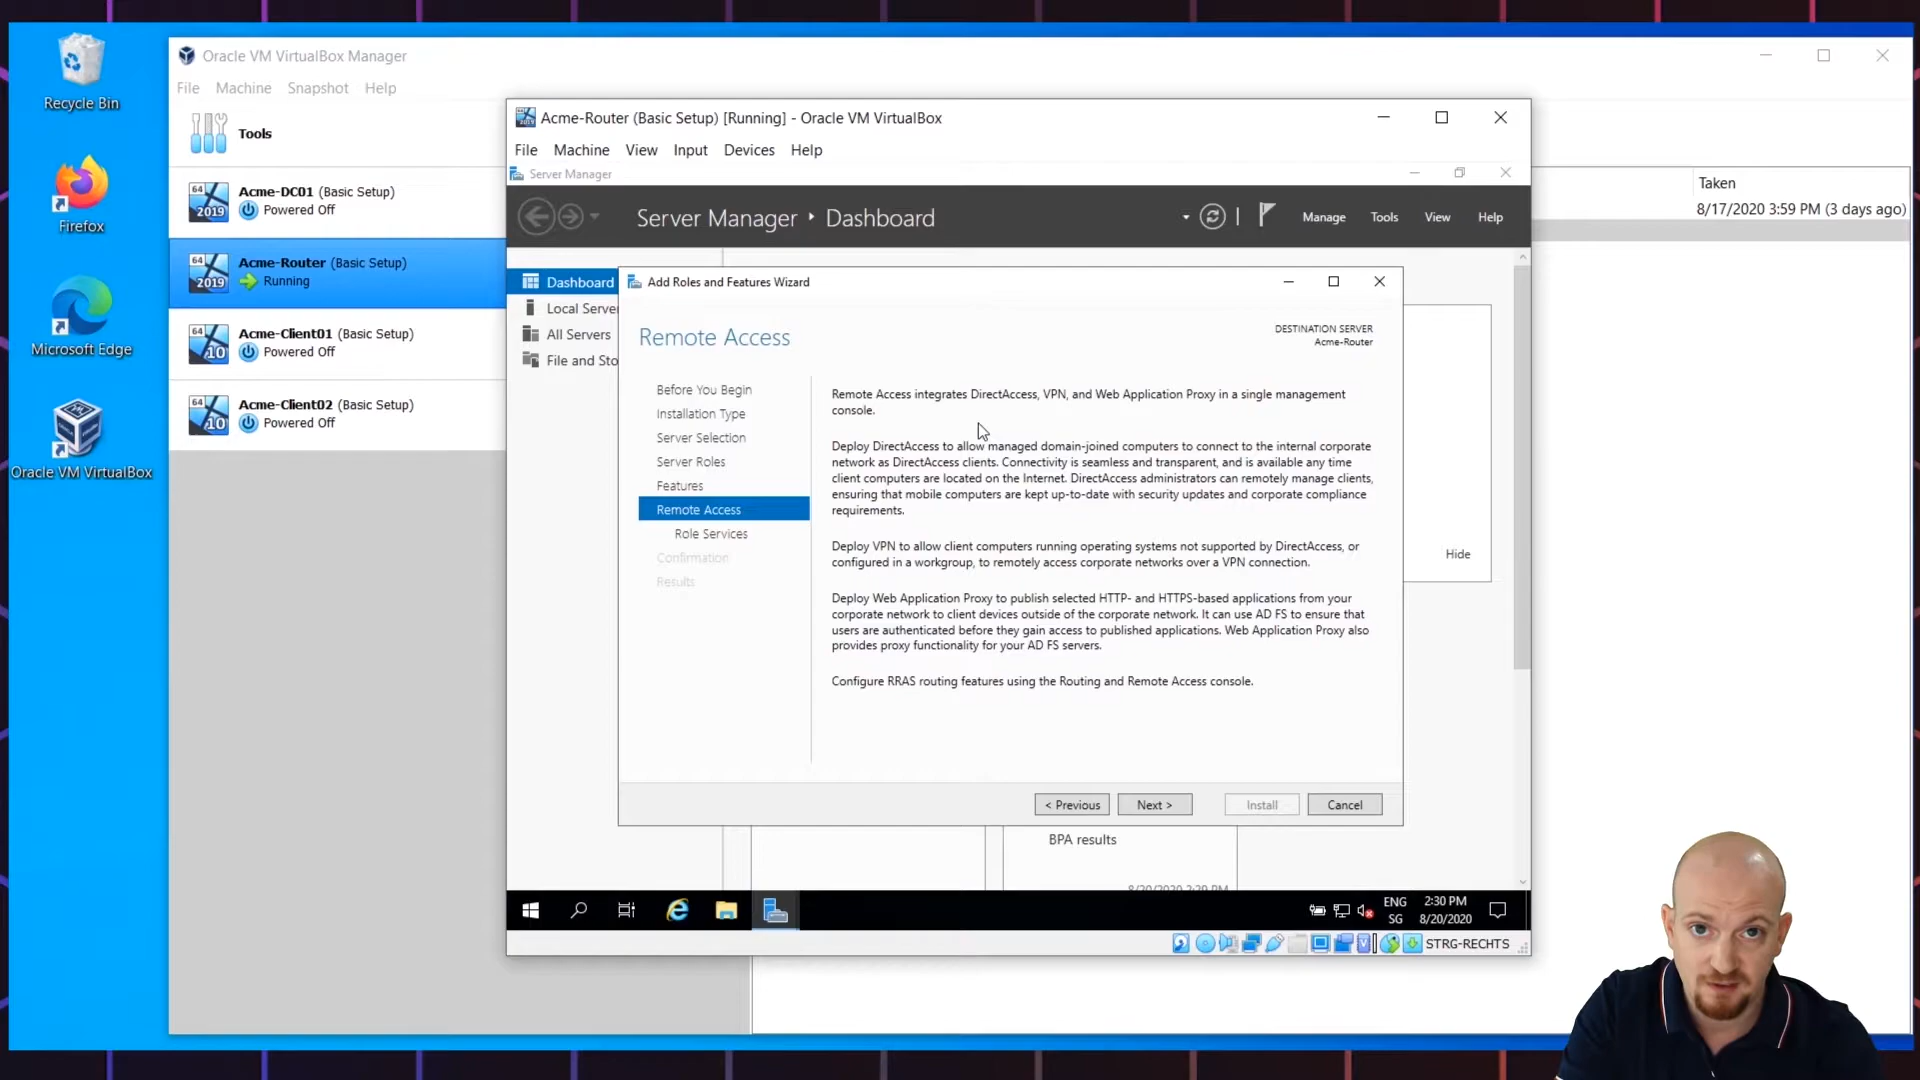 Recycle Bin
Firefox
Microsoft Edge
Oracle VM VirtualBox
Oracle VM VirtualBox Manager
File Machine Snapshot Help
Tools
Acme-DC01 (Basic Setup)
Powered Off
Acme-Router (Basic Setup)
Running
Acme-Client01 (Basic Setup)
Powered Off
Acme-Client02 (Basic Setup)
Powered Off
64
2019
64
2019
64
10
64
10
Taken
8/17/2020 3:59 PM (3 days ago)
Acme-Router (Basic Setup) [Running] - Oracle VM VirtualBox
File Machine View Input Devices Help
Server Manager
Server Manager ‣ Dashboard
Manage Tools View Help
Dashboard
Local Serve
All Servers
File and Sto
Add Roles and Features Wizard
Remote Access
DESTINATION SERVER
Acme-Router
Before You Begin
Installation Type
Server Selection
Server Roles
Features
Remote Access
Role Services
Confirmation
Results
Remote Access integrates DirectAccess, VPN, and Web Application Proxy in a single management
console.
Deploy DirectAccess to allow managed domain-joined computers to connect to the internal corporate
network as DirectAccess clients. Connectivity is seamless and transparent, and is available any time
client computers are located on the Internet. DirectAccess administrators can remotely manage clients,
ensuring that mobile computers are kept up-to-date with security updates and corporate compliance
requirements.
Deploy VPN to allow client computers running operating systems not supported by DirectAccess, or
configured in a workgroup, to remotely access corporate networks over a VPN connection.
Deploy Web Application Proxy to publish selected HTTP- and HTTPS-based applications from your
corporate network to client devices outside of the corporate network. It can use AD FS to ensure that
users are authenticated before they gain access to published applications. Web Application Proxy also
provides proxy functionality for your AD FS servers.
Configure RRAS routing features using the Routing and Remote Access console.
Hide
< Previous Next > Install Cancel
BPA results
8/20/2020 2:29 PM
ENG
SG
2:30 PM
8/20/2020
STRG-RECHTS